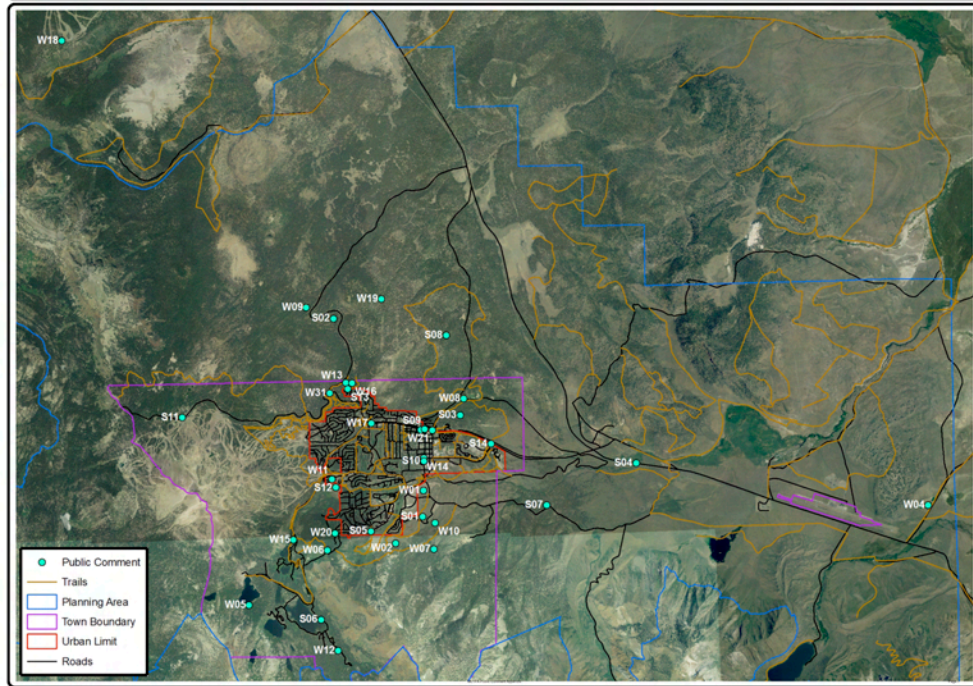 W18
W09
W19
S02
S08
W13
W31
W16
S13
W08
S11
S03
W17
S09
W21
S14
S10
W14
S04
W11
S12
W01
S07
W04
S01
W10
W20
S05
W15
W06
W02
W07
W05
S06
W12
Public Comment
Trails
Planning Area
Town Boundary
Urban Limit
Roads